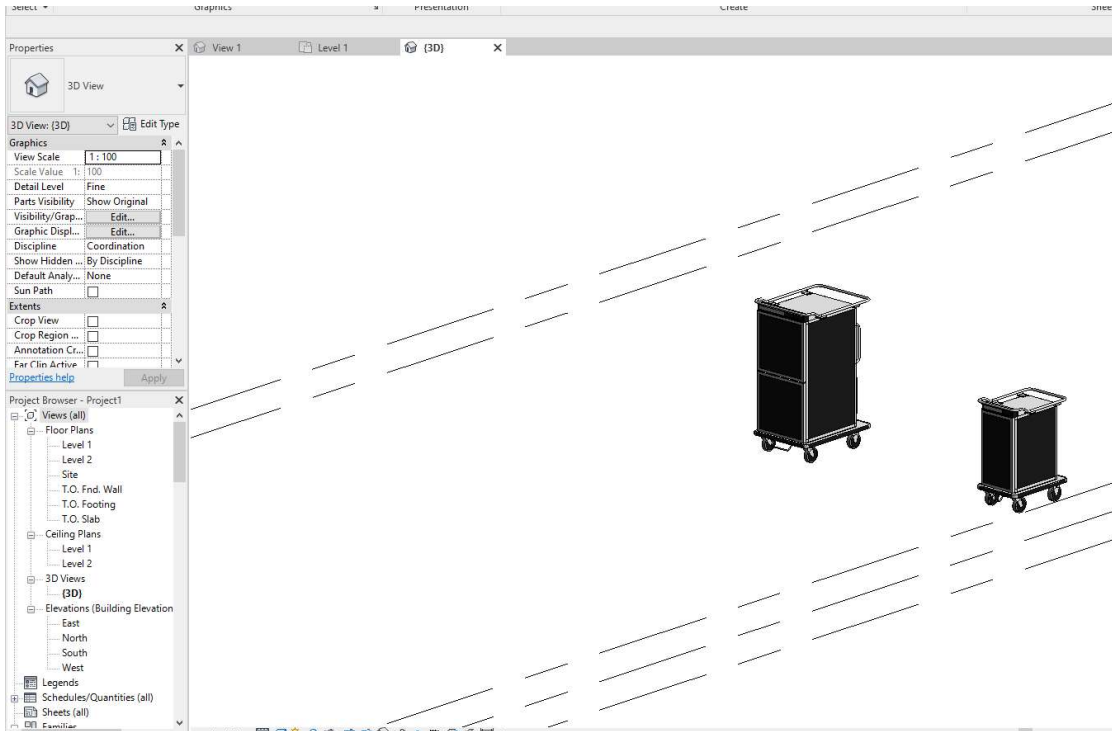 Select
Graphics
Presentation
Create
Shee
Properties
View 1
Level 1
{3D}
3D View
3D View: {3D}
Edit Type
Graphics
View Scale 1 : 100
Scale Value 1: 100
Detail Level Fine
Parts Visibility Show Original
Visibility/Grap... Edit...
Graphic Displ... Edit...
Discipline Coordination
Show Hidden ... By Discipline
Default Analy... None
Sun Path
Extents
Crop View
Crop Region ...
Annotation Cr...
Far Clip Active
Properties help
Apply
Project Browser - Project1
Views (all)
Floor Plans
Level 1
Level 2
Site
T.O. Fnd. Wall
T.O. Footing
T.O. Slab
Ceiling Plans
Level 1
Level 2
3D Views
{3D}
Elevations (Building Elevation
East
North
South
West
Legends
Schedules/Quantities (all)
Sheets (all)
Families